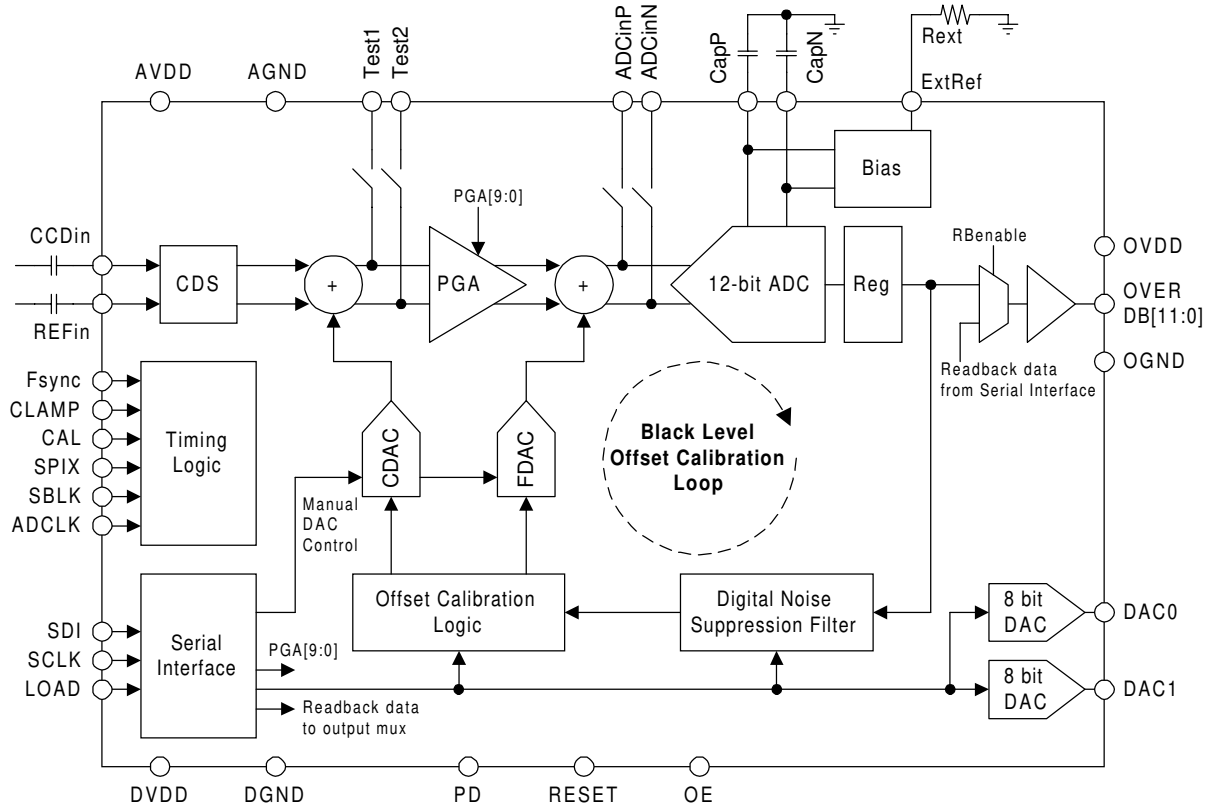 Test1
Test2
ADCinP
ADCinN
CapP
CapN
Rext
AVDD
AGND
ExtRef
Bias
PGA[9:0]
CCDin
REFin
CDS
+
PGA
+
12-bit ADC
Reg
RBenable
OVDD
OVER
DB[11:0]
OGND
Readback data
from Serial Interface
Fsync
CLAMP
CAL
SPIX
SBLK
ADCLK
Timing
Logic
CDAC
FDAC
Black Level
Offset Calibration
Loop
Manual
DAC
Control
Offset Calibration
Logic
Digital Noise
Suppression Filter
8 bit
DAC
DAC0
8 bit
DAC
DAC1
SDI
SCLK
LOAD
Serial
Interface
PGA[9:0]
Readback data
to output mux
DVDD
DGND
PD
RESET
OE